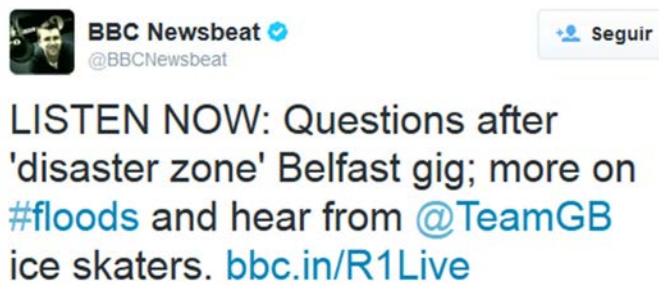 BBC Newsbeat
@BBCNewsbeat
Seguir
LISTEN NOW: Questions after
'disaster zone' Belfast gig; more on
#floods and hear from @TeamGB
ice skaters. bbc.in/R1Live